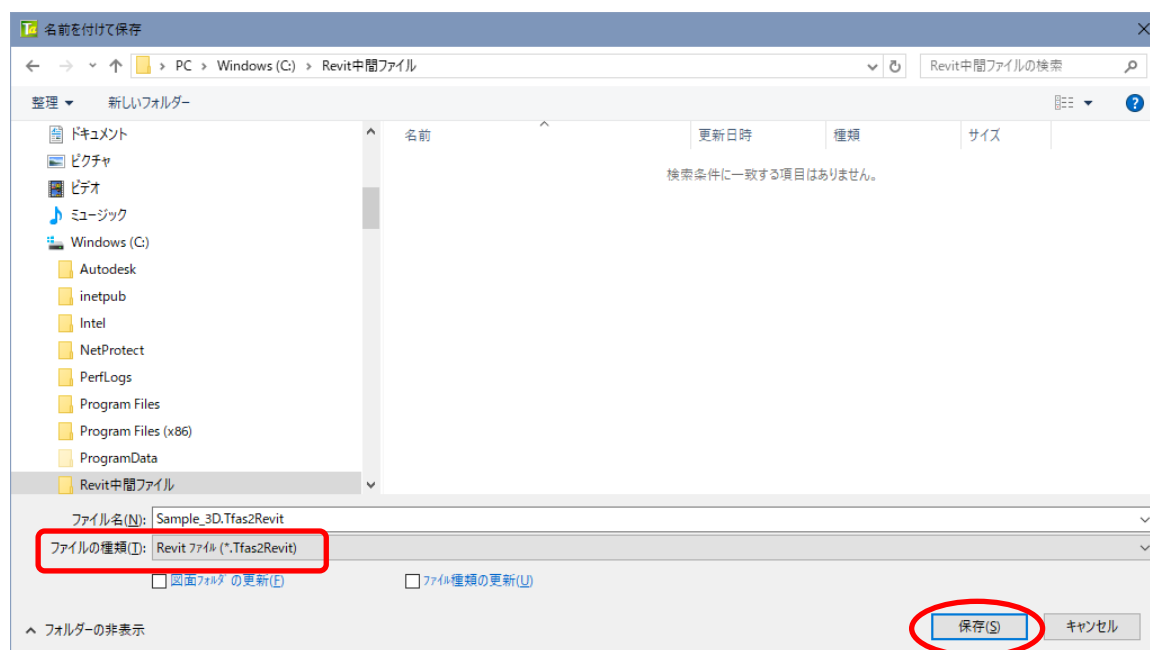 名前を付けて保存
PC > Windows (C:) > Revit中間ファイル
Revit中間ファイルの検索
整理 新しいフォルダー
名前 更新日時 種類 サイズ
検索条件に一致する項目はありません。
ドキュメント
ピクチャ
ビデオ
ミュージック
Windows (C:)
Autodesk
inetpub
Intel
NetProtect
PerfLogs
Program Files
Program Files (x86)
ProgramData
Revit中間ファイル
ファイル名(N): Sample_3D.Tfas2Revit
ファイルの種類(T): Revit ﾌｧｲﾙ (*.Tfas2Revit)
図面ﾌｫﾙﾀﾞの更新(F) ﾌｧｲﾙ種類の更新(U)
フォルダーの非表示 保存(S) キャンセル